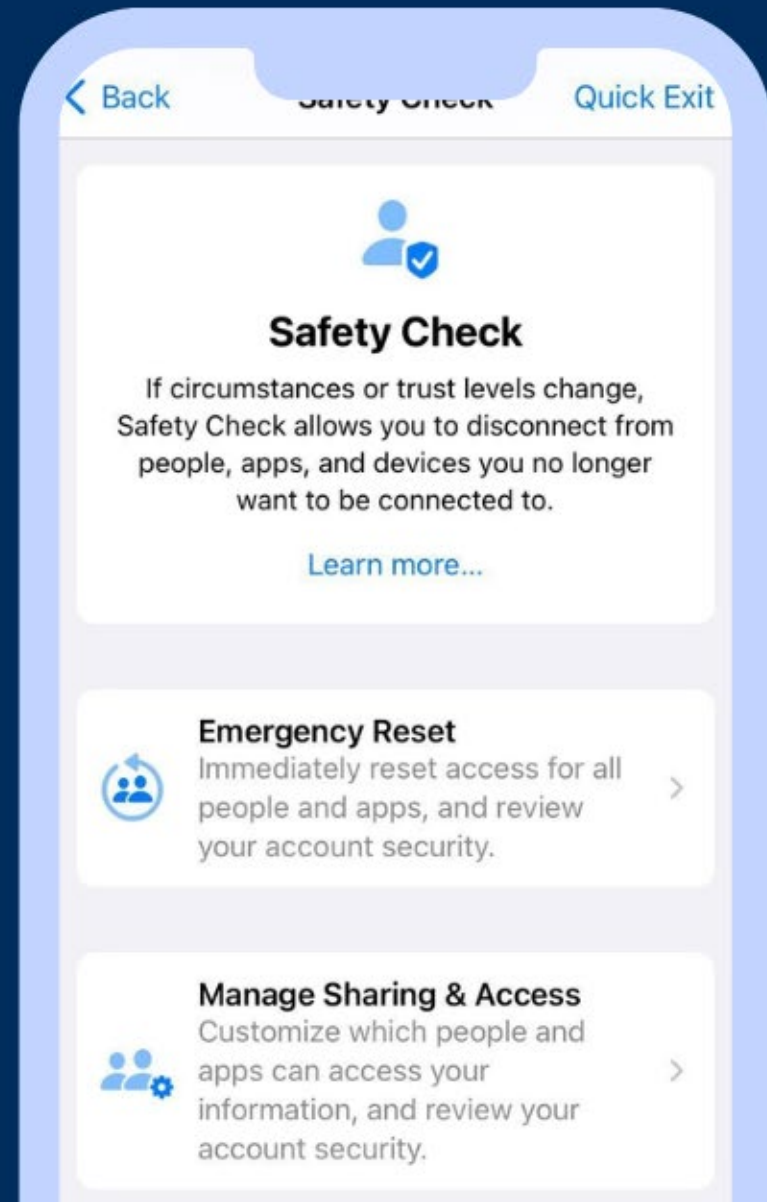 Back
Safety Check
Quick Exit
Safety Check
If circumstances or trust levels change,
Safety Check allows you to disconnect from
people, apps, and devices you no longer
want to be connected to.
Learn more...
Emergency Reset
Immediately reset access for all
people and apps, and review
your account security.
Manage Sharing & Access
Customize which people and
apps can access your
information, and review your
account security.